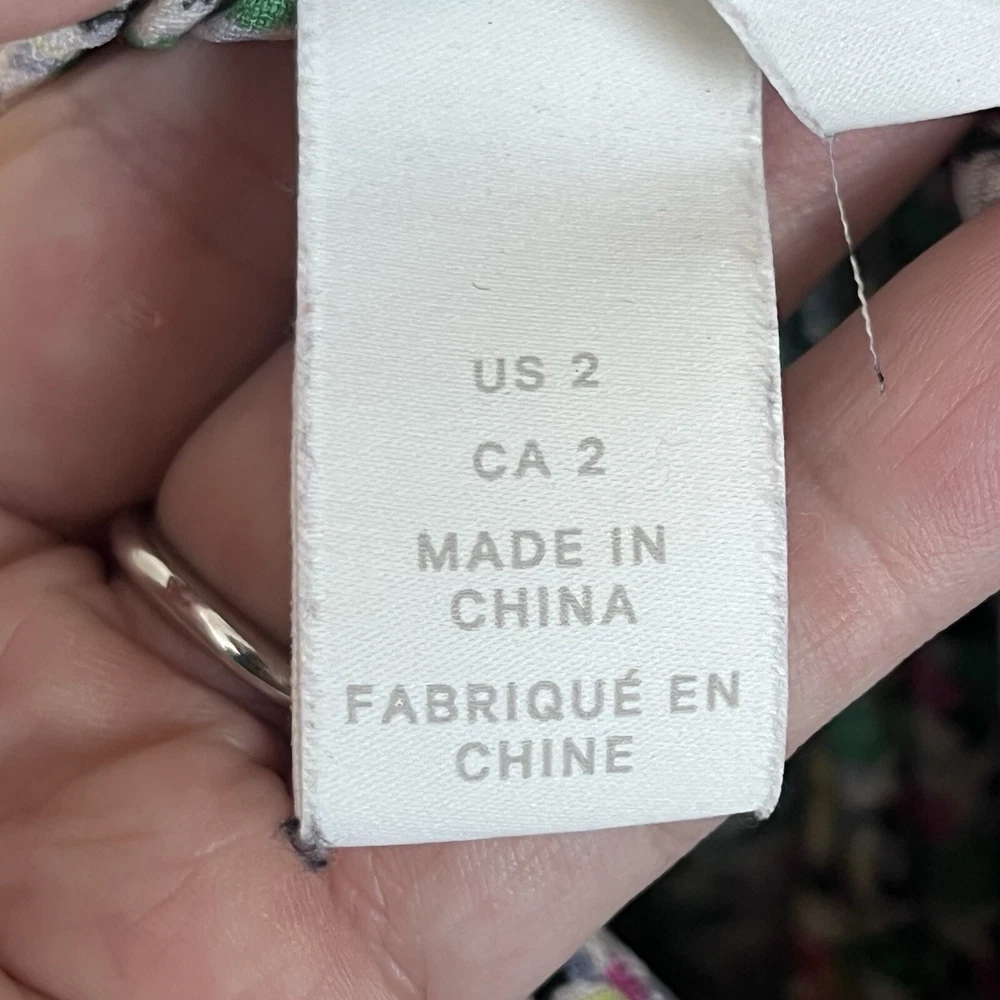 US 2
CA 2
MADE IN
CHINA
FABRIQUÉ EN
CHINE